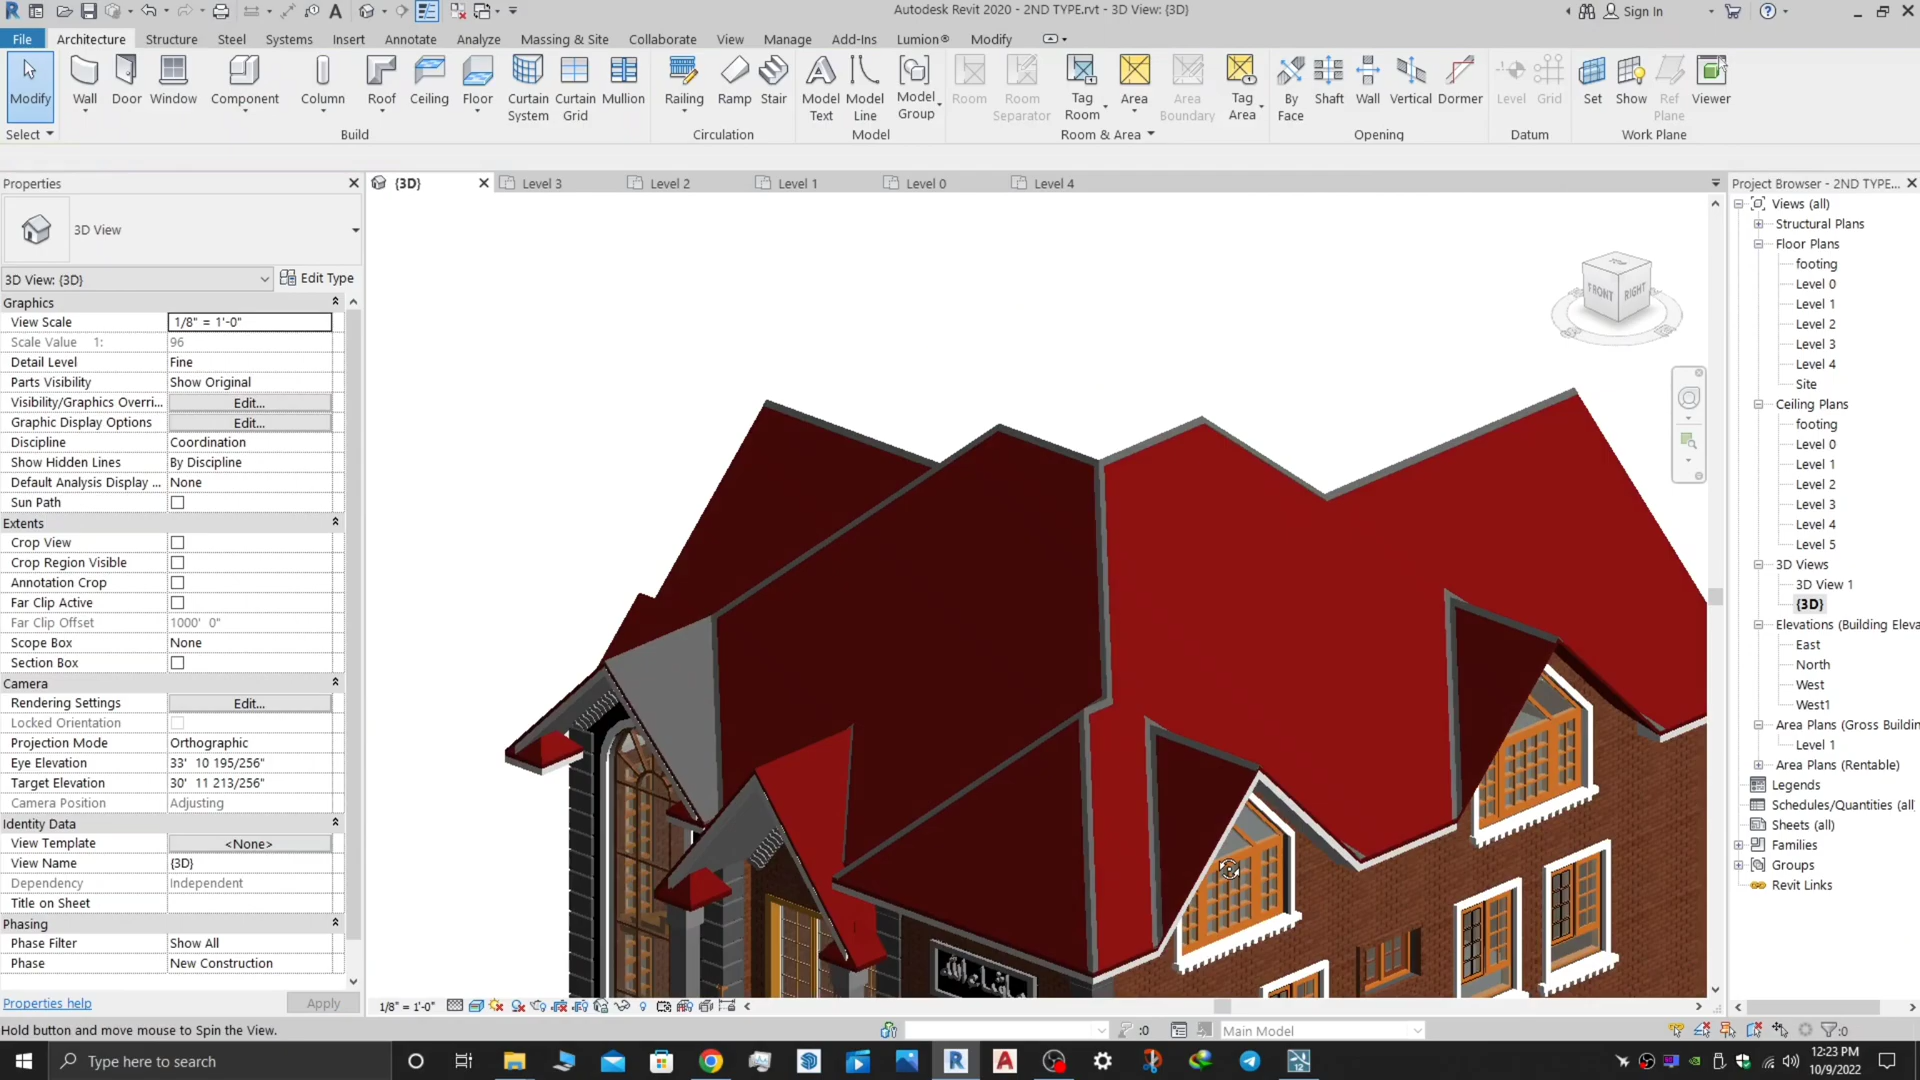 Autodesk Revit 2020 - 2ND TYPE.rvt - 3D View: {3D}
Sign In
File Architecture Structure Steel Systems Insert Annotate Analyze Massing & Site Collaborate View Manage Add-Ins Lumion® Modify
Modify Wall Door Window Component Column Roof Ceiling Floor Curtain System Curtain Grid Mullion Railing Ramp Stair Model Text Model Line Model Group Room Room Separator Tag Room Area Area Boundary Tag Area By Face Shaft Wall Vertical Dormer Level Grid Set Show Ref Plane Viewer
Select Build Circulation Model Room & Area Opening Datum Work Plane
Properties
3D View
3D View: {3D} Edit Type
Graphics
View Scale 1/8" = 1'-0"
Scale Value 1: 96
Detail Level Fine
Parts Visibility Show Original
Visibility/Graphics Overri... Edit...
Graphic Display Options Edit...
Discipline Coordination
Show Hidden Lines By Discipline
Default Analysis Display ... None
Sun Path
Extents
Crop View
Crop Region Visible
Annotation Crop
Far Clip Active
Far Clip Offset 1000' 0"
Scope Box None
Section Box
Camera
Rendering Settings Edit...
Locked Orientation
Projection Mode Orthographic
Eye Elevation 33' 10 195/256"
Target Elevation 30' 11 213/256"
Camera Position Adjusting
Identity Data
View Template <None>
View Name {3D}
Dependency Independent
Title on Sheet
Phasing
Phase Filter Show All
Phase New Construction
Properties help Apply
{3D} Level 3 Level 2 Level 1 Level 0 Level 4
TOP
FRONT RIGHT
1/8" = 1'-0"
Project Browser - 2ND TYPE...
Views (all)
Structural Plans
Floor Plans
footing
Level 0
Level 1
Level 2
Level 3
Level 4
Site
Ceiling Plans
footing
Level 0
Level 1
Level 2
Level 3
Level 4
Level 5
3D Views
3D View 1
{3D}
Elevations (Building Eleva
East
North
West
West1
Area Plans (Gross Buildin
Level 1
Area Plans (Rentable)
Legends
Schedules/Quantities (all
Sheets (all)
Families
Groups
Revit Links
Hold button and move mouse to Spin the View.
:0 Main Model :0
Type here to search
12:23 PM
10/9/2022